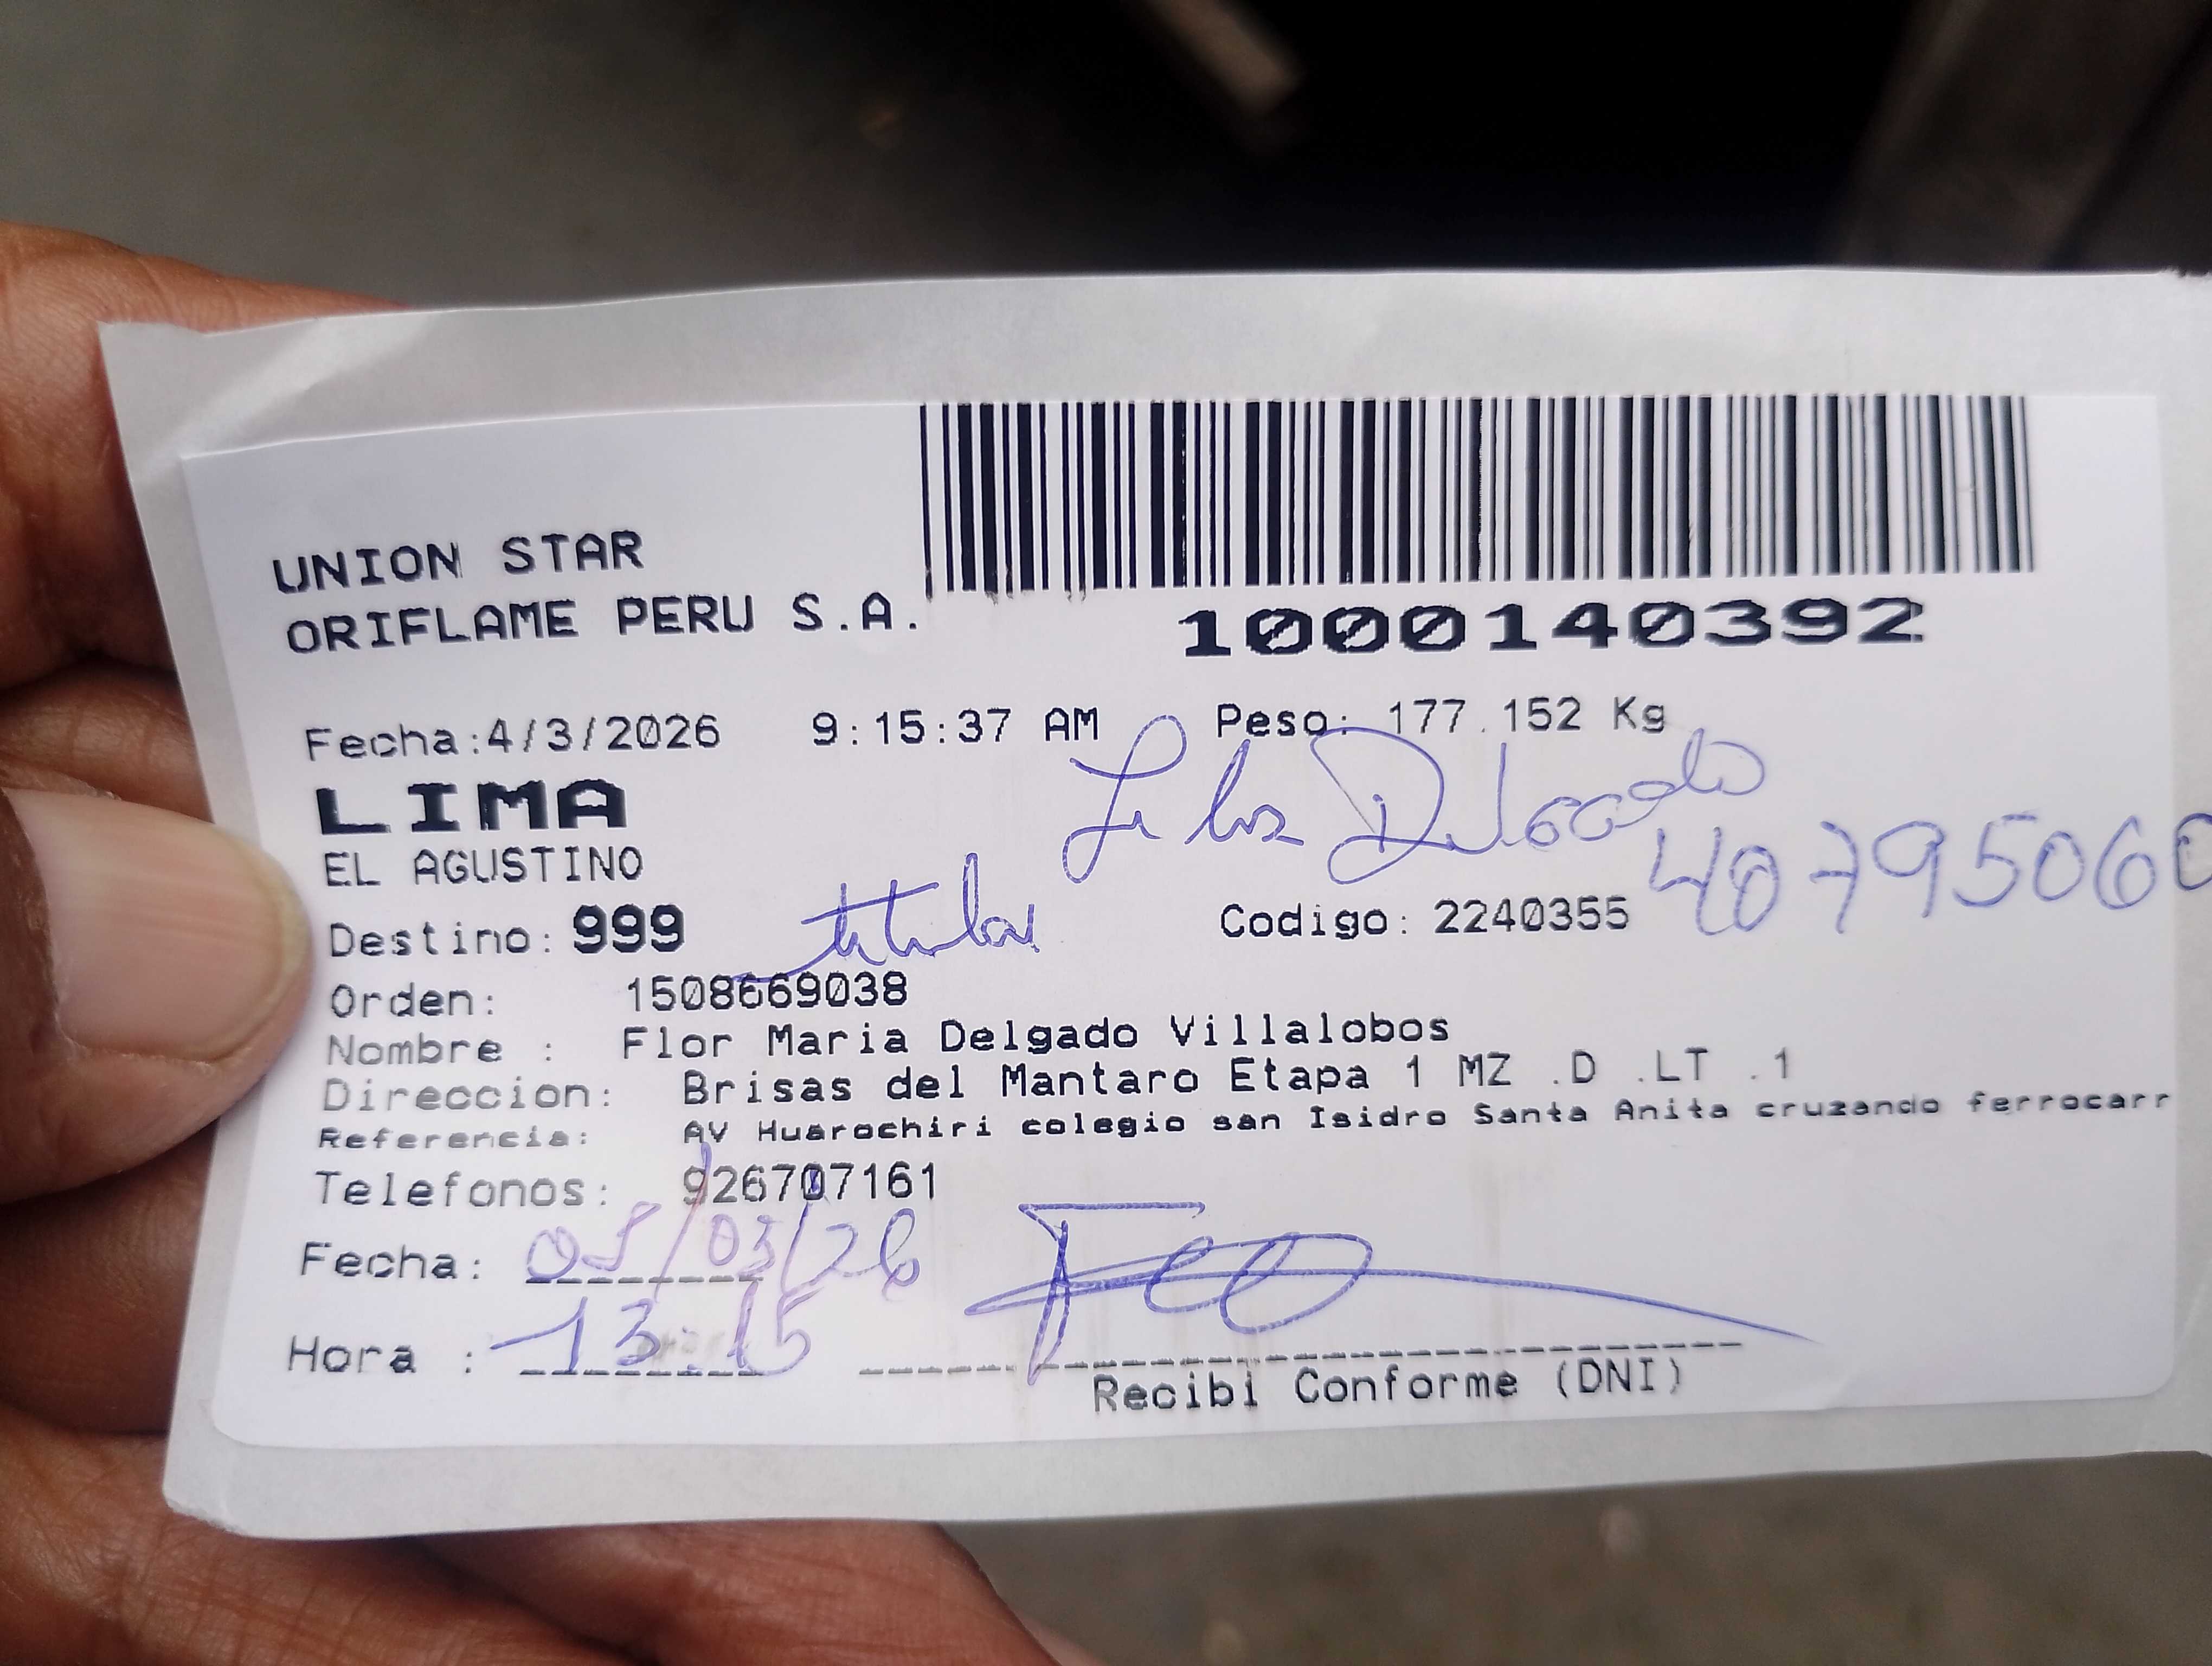 UNION STAR
ORIFLAME PERU S.A.
1000140392
Fecha:4/3/2026 9:15:37 AM Peso: 177.152 Kg
LIMA
EL AGUSTINO
Delgado
40795060
Destino: 999 titular Codigo: 2240355
Orden: 1508669038
Nombre : Flor Maria Delgado Villalobos
Direccion: Brisas del Mantaro Etapa 1 MZ .D .LT .1
Referencia: AV Huarochiri colegio san Isidro Santa Anita cruzando ferrocarr
Telefonos: 926707161
Fecha: 05/03/26
Hora : 13:15
Recibi Conforme (DNI)